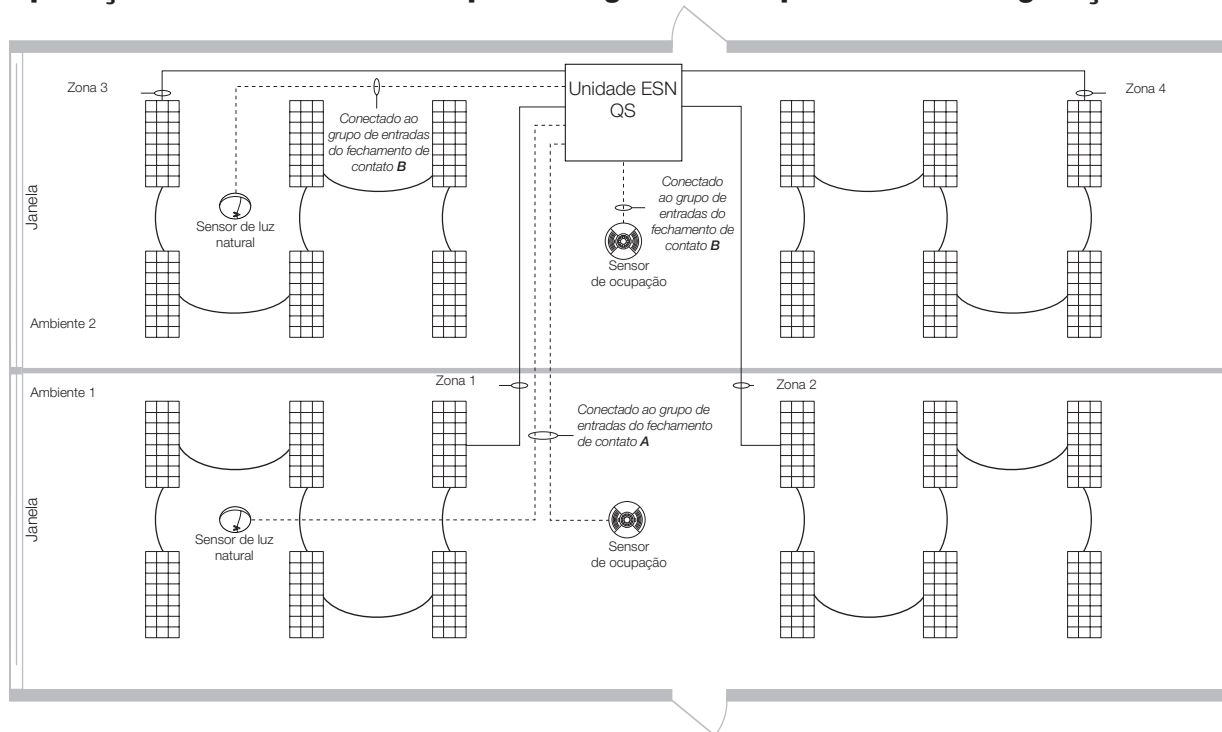 Zona 3
Unidade ESN
QS
Zona 4
Conectado ao
grupo de entradas
do fechamento de
contato B
Janela
Sensor de luz
natural
Conectado
ao grupo de
entradas do
fechamento de
contato B
Sensor
de ocupação
Ambiente 2
Ambiente 1
Zona 1
Zona 2
Conectado ao grupo de
entradas do fechamento
de contato A
Janela
Sensor de luz
natural
Sensor
de ocupação